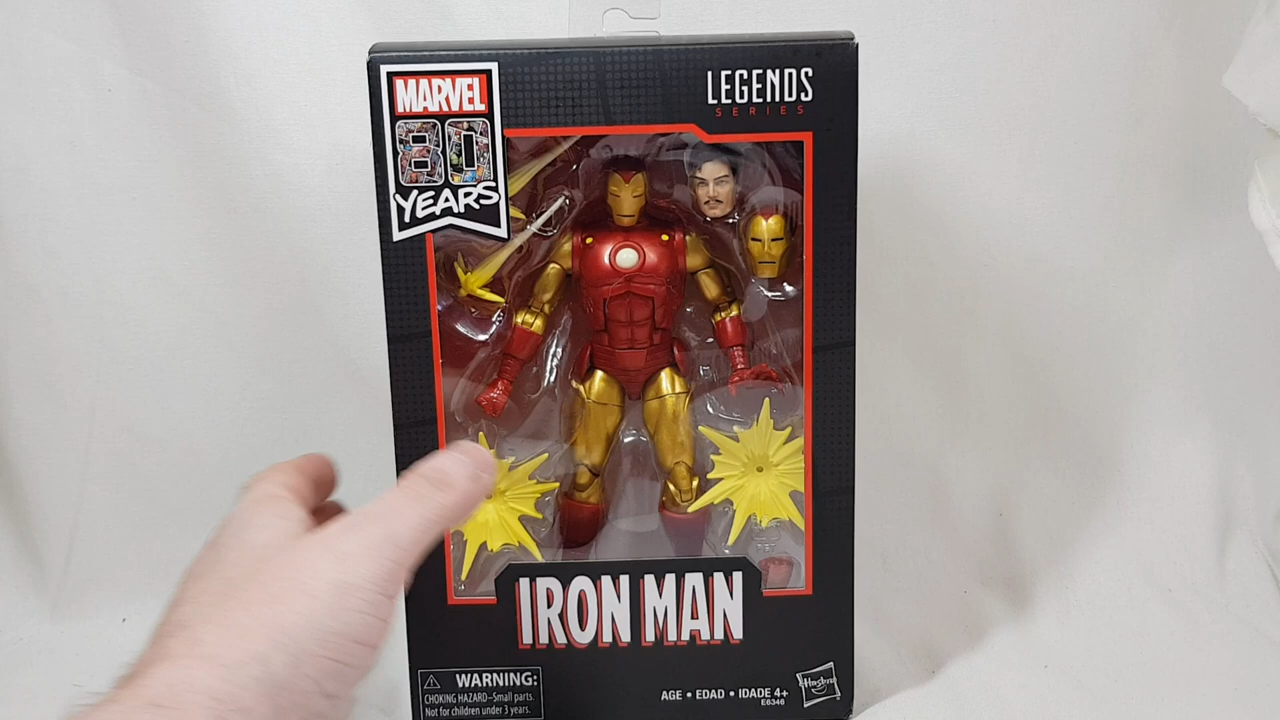 MARVEL
80
YEARS
LEGENDS
SERIES
IRON MAN
WARNING:
CHOKING HAZARD–Small parts.
Not for children under 3 years.
AGE • EDAD • IDADE 4+
E6346
Hasbro